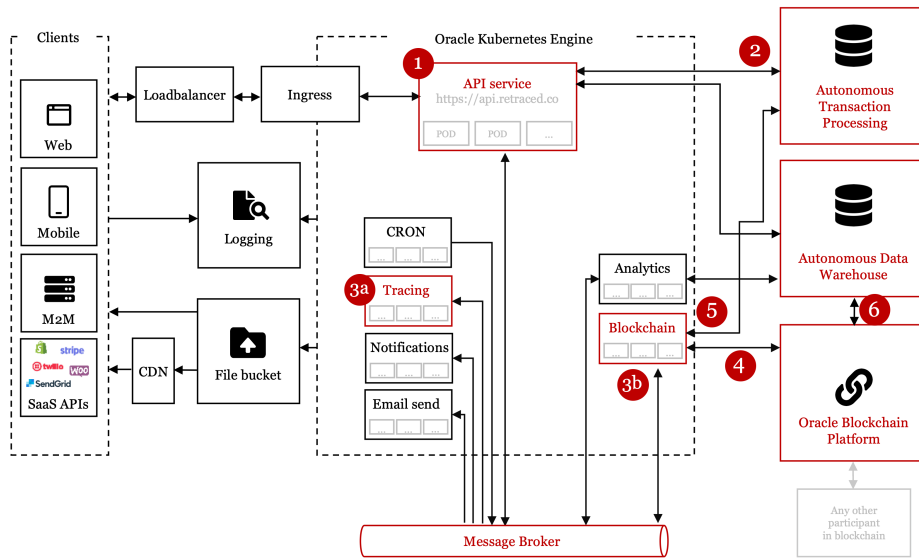 Clients
Oracle Kubernetes Engine
Web
Mobile
M2M
stripe
twilio
WOO
SendGrid
SaaS APIs
Loadbalancer
Ingress
Logging
CDN
File bucket
1
API service
https://api.retraced.co
POD
POD
...
CRON
... ... ...
3a
Tracing
... ... ...
Notifications
... ... ...
Email send
... ... ...
Analytics
... ... ...
5
Blockchain
... ... ...
3b
4
Message Broker
2
Autonomous
Transaction
Processing
Autonomous Data
Warehouse
6
Oracle Blockchain
Platform
Any other
participant
in blockchain